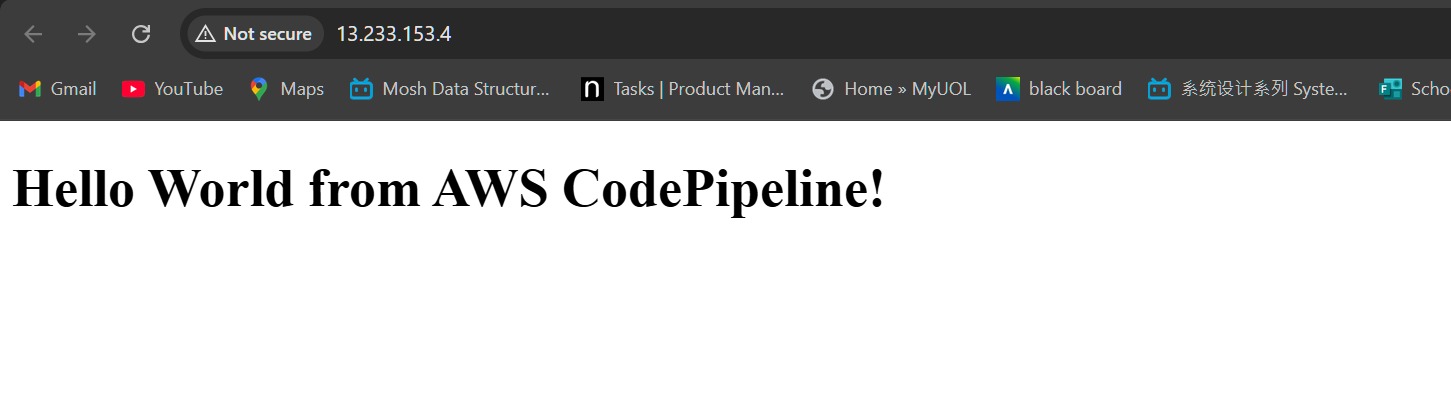 Not secure 13.233.153.4
Gmail YouTube Maps Mosh Data Structur... n Tasks | Product Man... Home » MyUOL black board 系统设计系列 Syste... F Scho
Hello World from AWS CodePipeline!